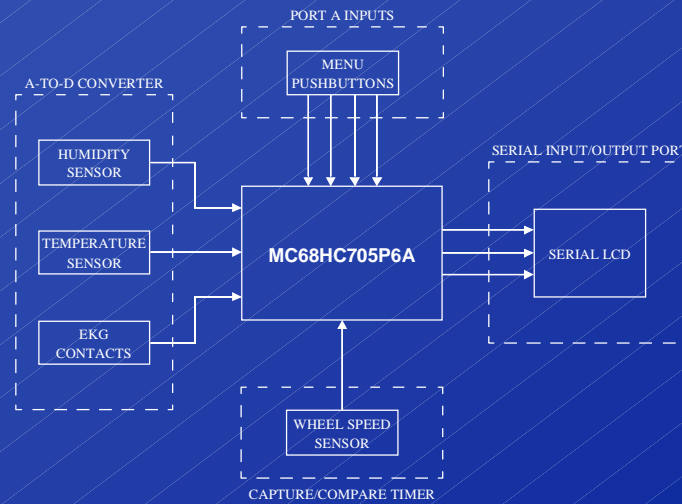 PORT A INPUTS
MENU
PUSHBUTTONS
A-TO-D CONVERTER
HUMIDITY
SENSOR
TEMPERATURE
SENSOR
EKG
CONTACTS
MC68HC705P6A
SERIAL INPUT/OUTPUT PORT
SERIAL LCD
WHEEL SPEED
SENSOR
CAPTURE/COMPARE TIMER